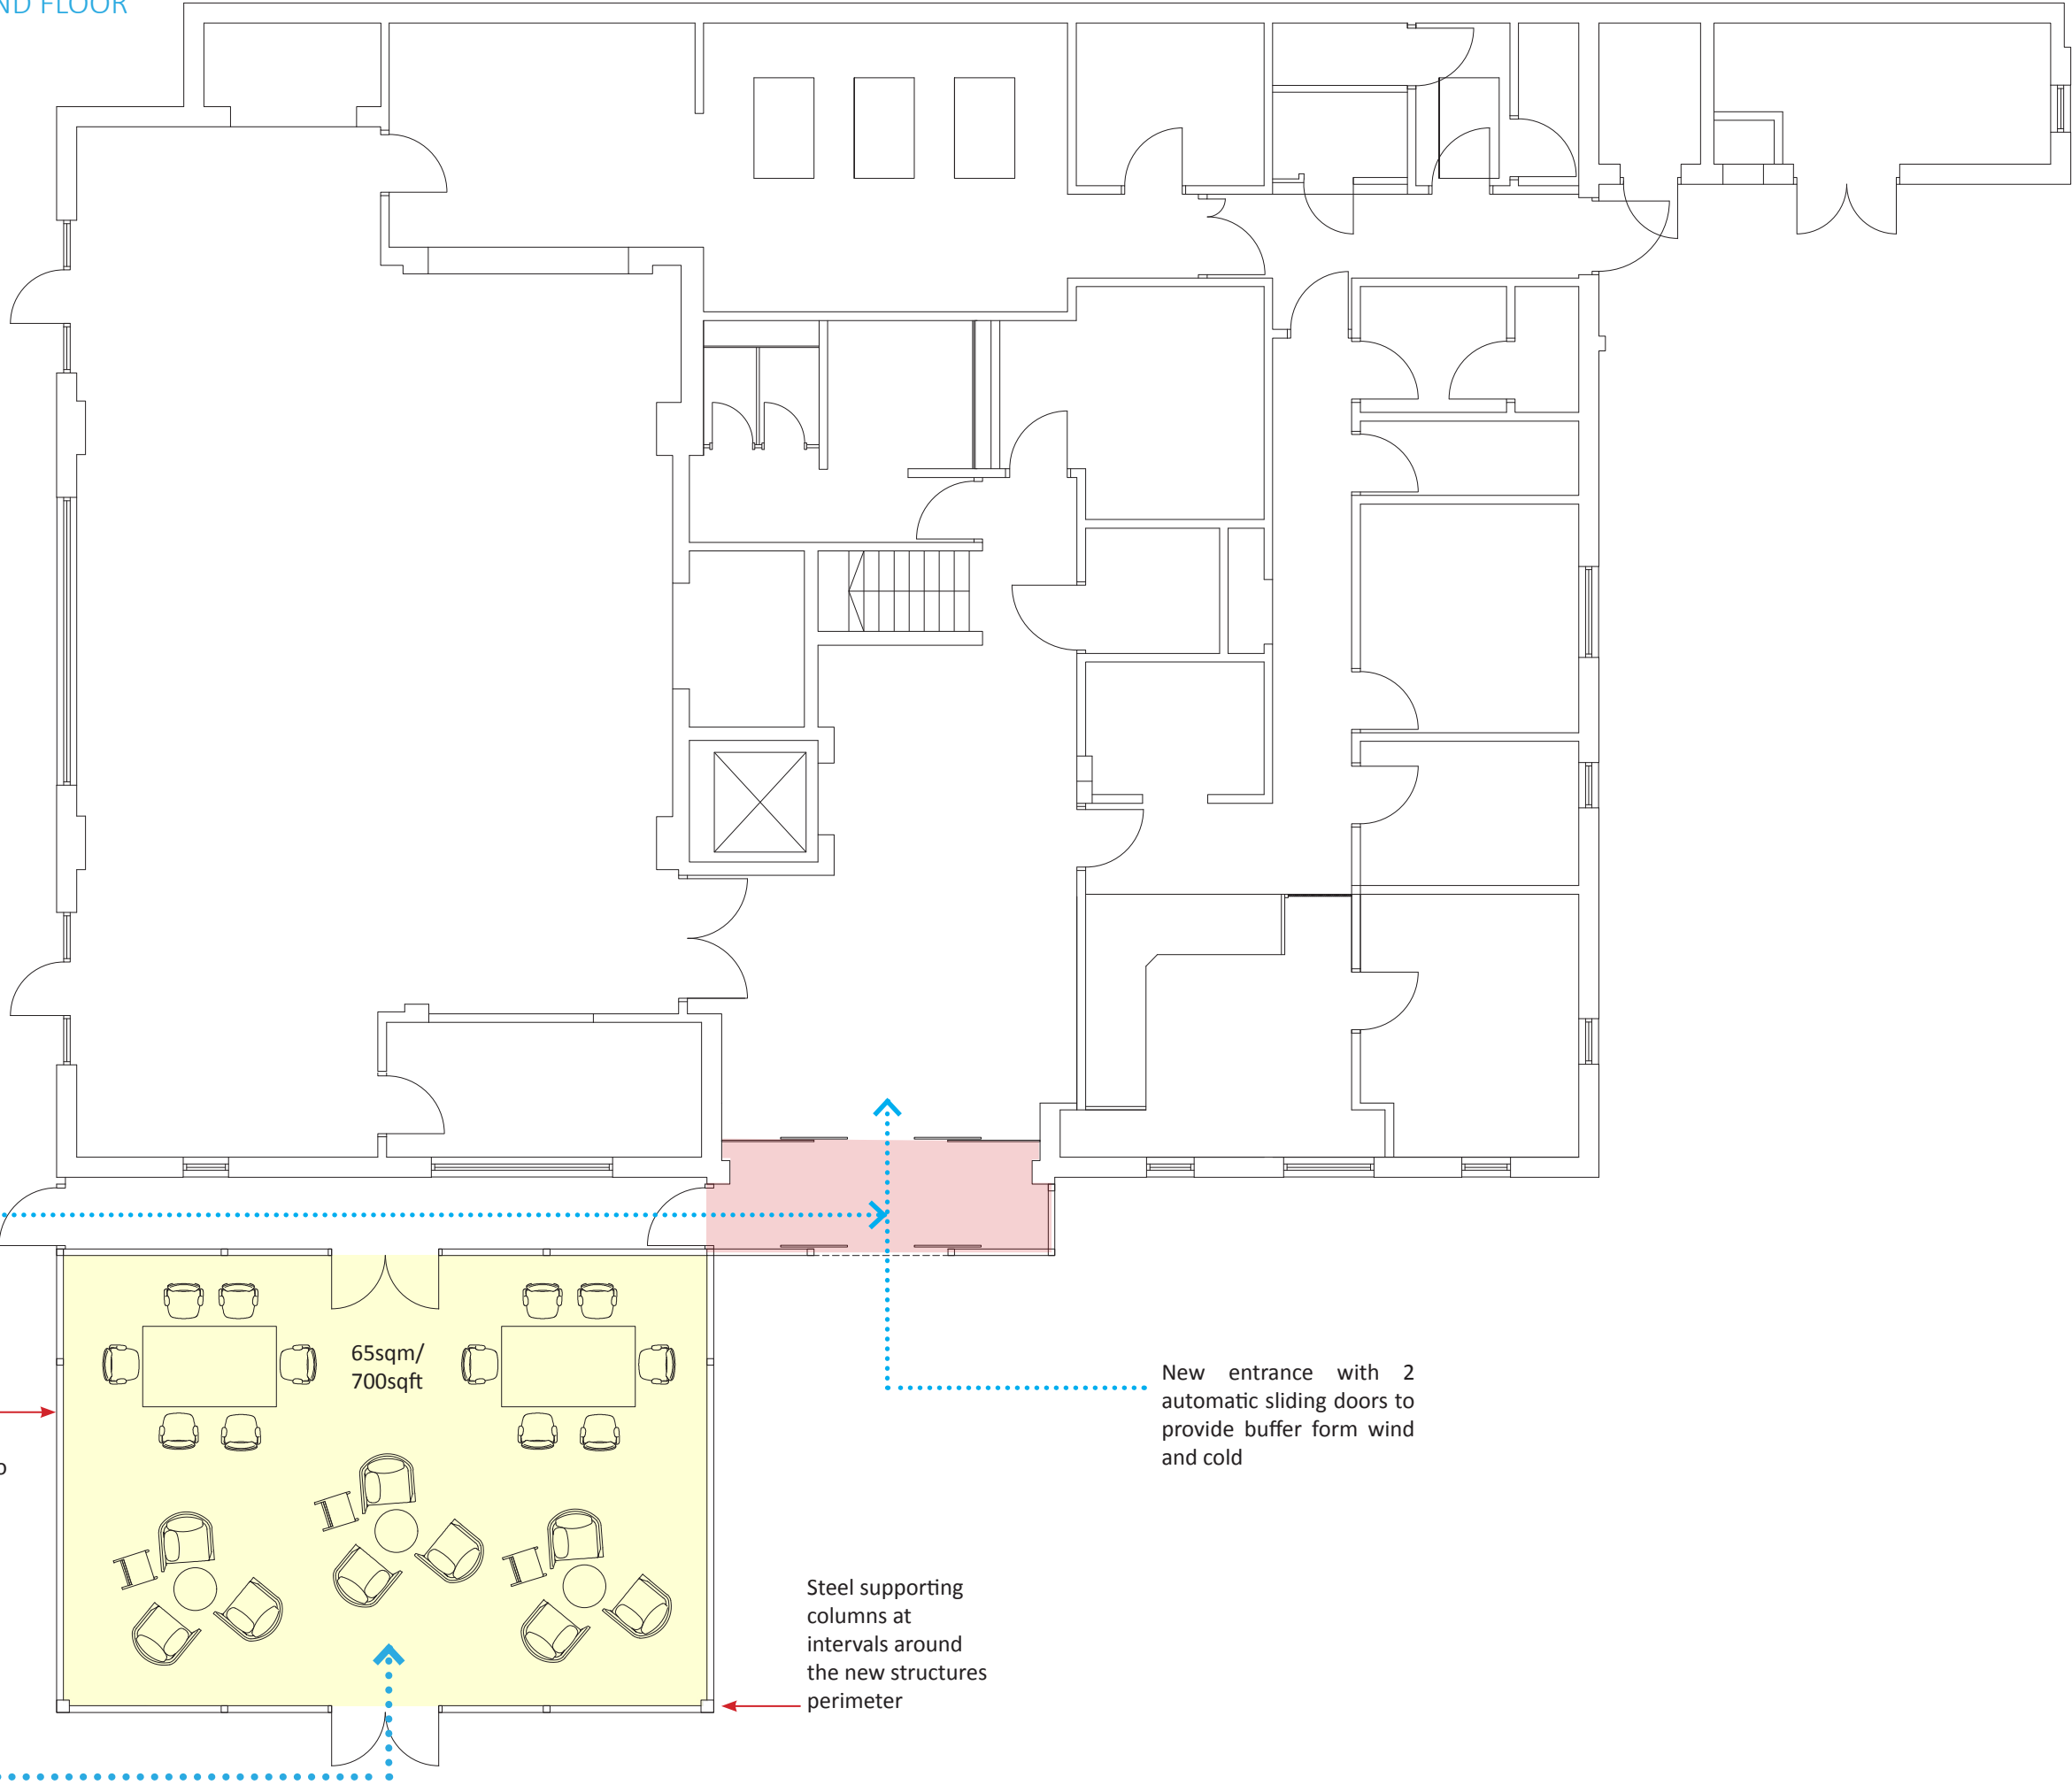 ND FLOOR
65sqm/
700sqft
New entrance with 2
automatic sliding doors to
provide buffer form wind
and cold
Steel supporting
columns at
intervals around
the new structures
perimeter